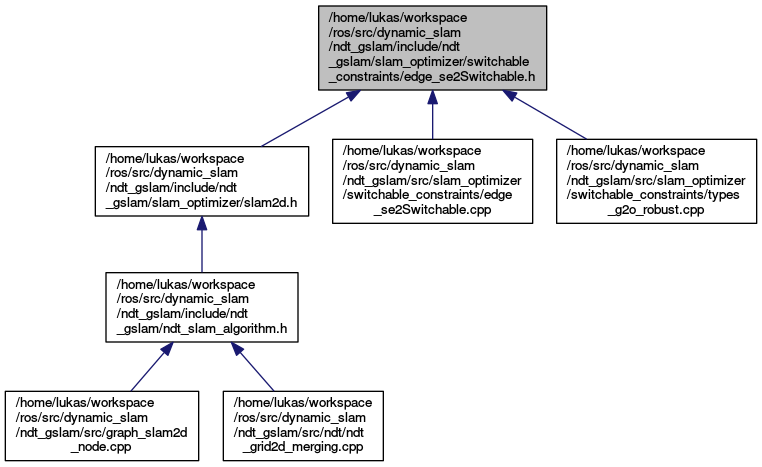 /home/lukas/workspace
/ros/src/dynamic_slam
/ndt_gslam/include/ndt
_gslam/slam_optimizer/switchable
_constraints/edge_se2Switchable.h
/home/lukas/workspace
/ros/src/dynamic_slam
/ndt_gslam/include/ndt
_gslam/slam_optimizer/slam2d.h
/home/lukas/workspace
/ros/src/dynamic_slam
/ndt_gslam/src/slam_optimizer
/switchable_constraints/edge
_se2Switchable.cpp
/home/lukas/workspace
/ros/src/dynamic_slam
/ndt_gslam/src/slam_optimizer
/switchable_constraints/types
_g2o_robust.cpp
/home/lukas/workspace
/ros/src/dynamic_slam
/ndt_gslam/include/ndt
_gslam/ndt_slam_algorithm.h
/home/lukas/workspace
/ros/src/dynamic_slam
/ndt_gslam/src/graph_slam2d
_node.cpp
/home/lukas/workspace
/ros/src/dynamic_slam
/ndt_gslam/src/ndt/ndt
_grid2d_merging.cpp